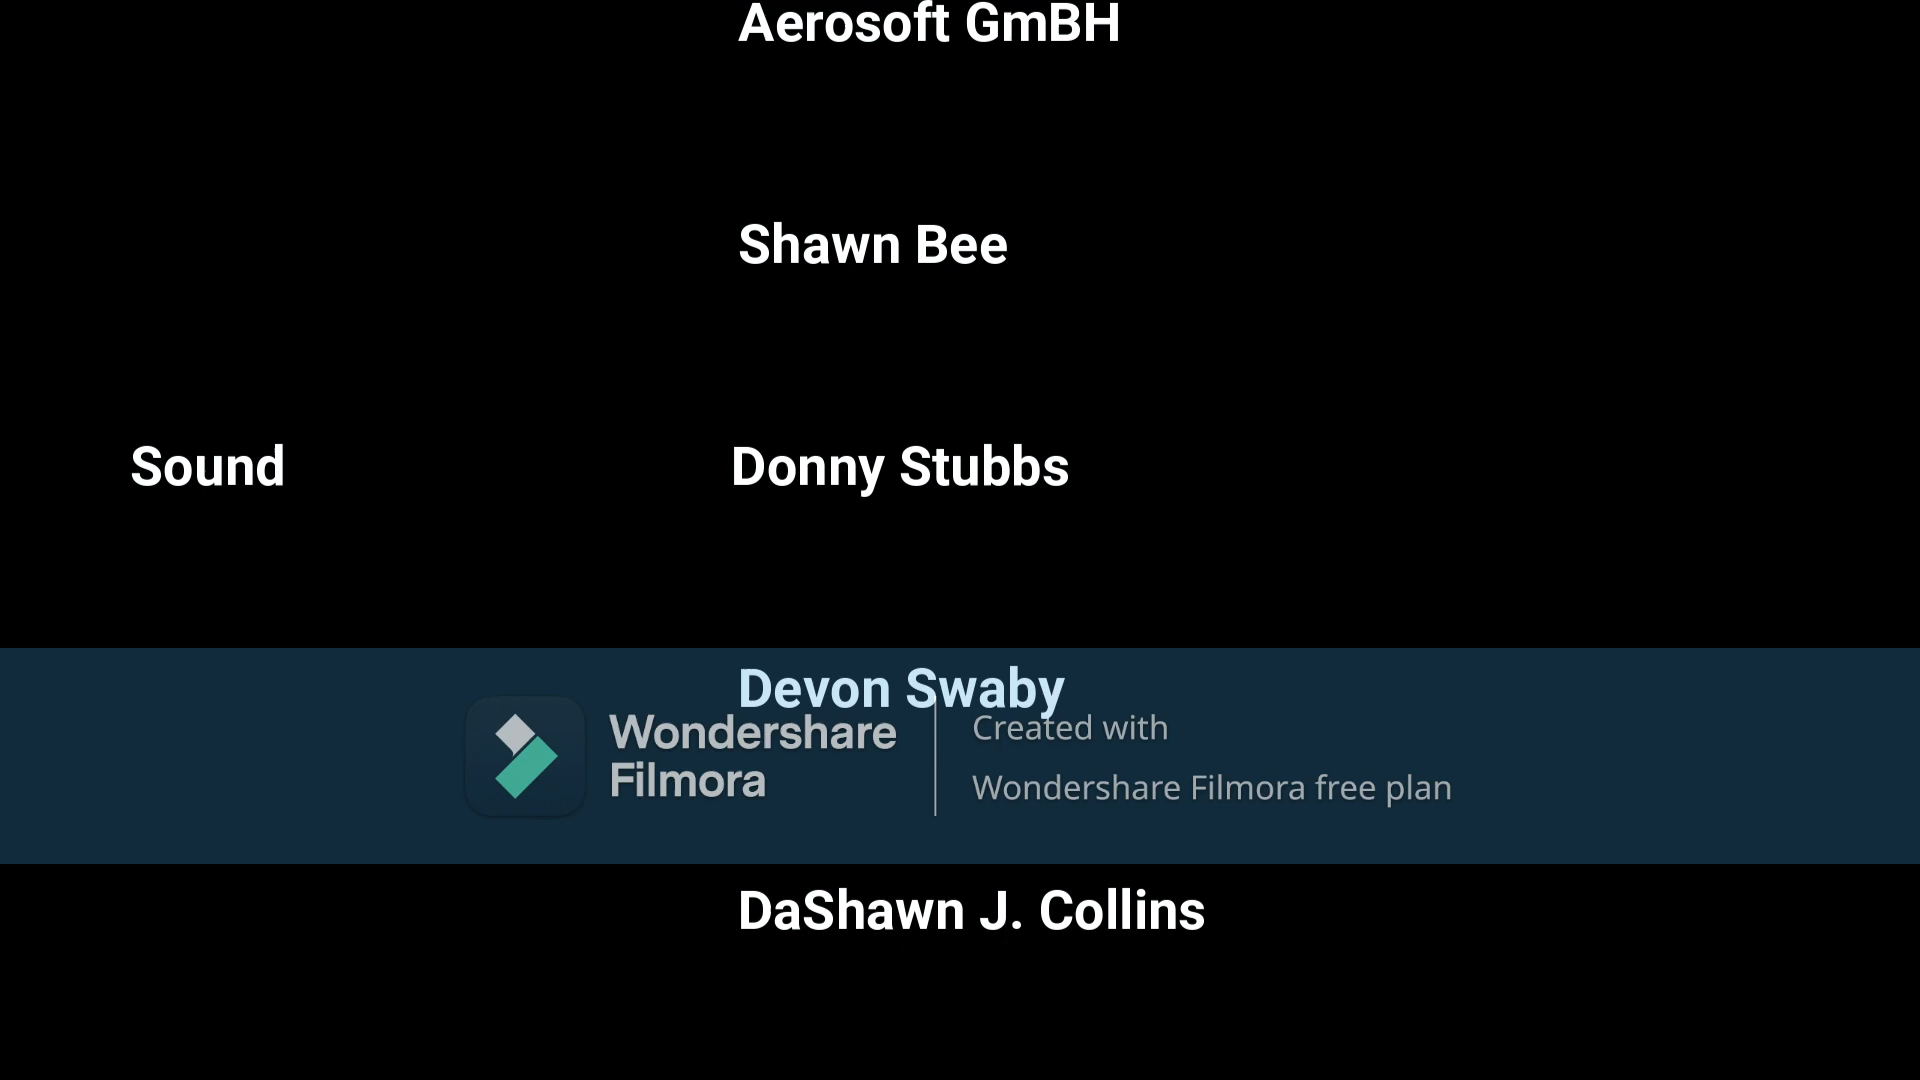 Aerosoft GmBH
Shawn Bee
Sound Donny Stubbs
Devon Swaby
Wondershare
Filmora
Created with
Wondershare Filmora free plan
DaShawn J. Collins